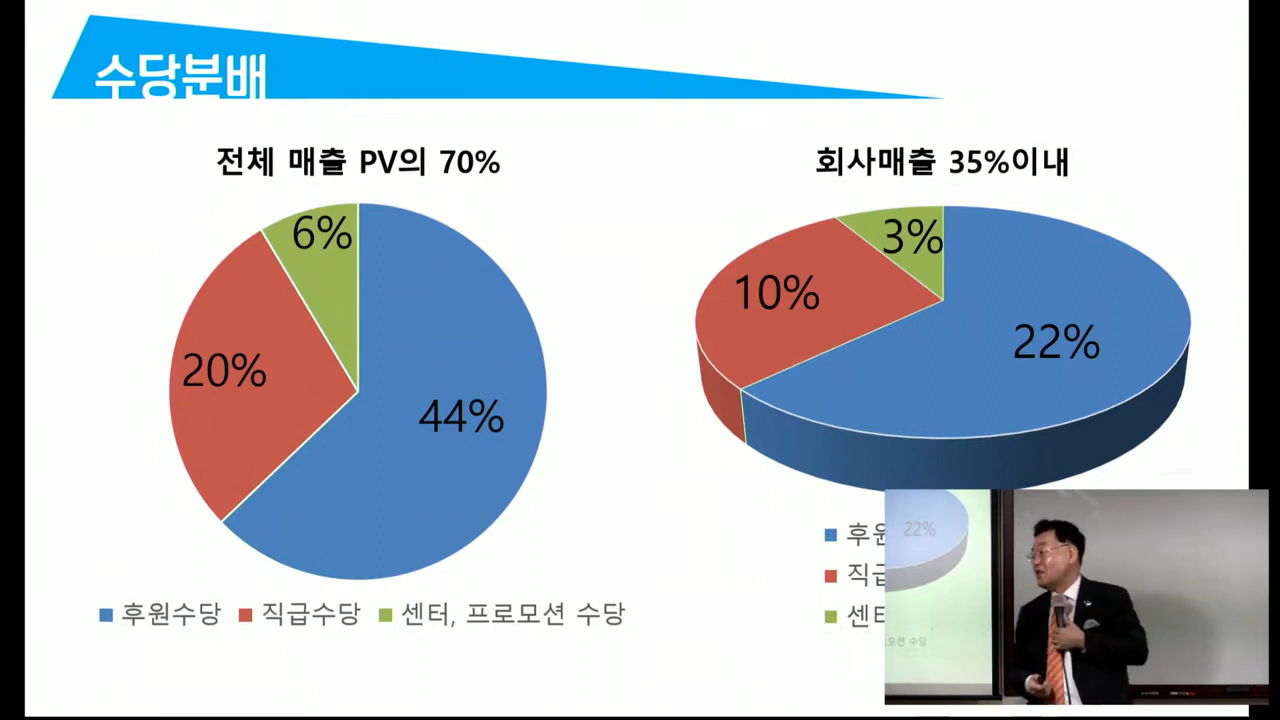 수당분배
전체 매출 PV의 70%
6%
20%
44%
후원수당 직급수당 센터, 프로모션 수당
회사매출 35%이내
3%
10%
22%
후원
직급
센터
22%
수당